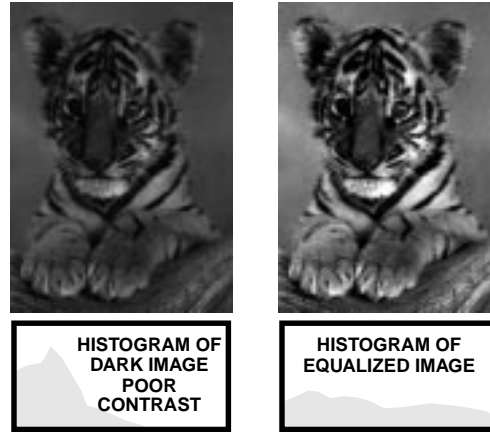 HISTOGRAM OF
DARK IMAGE
POOR
CONTRAST
HISTOGRAM OF
EQUALIZED IMAGE